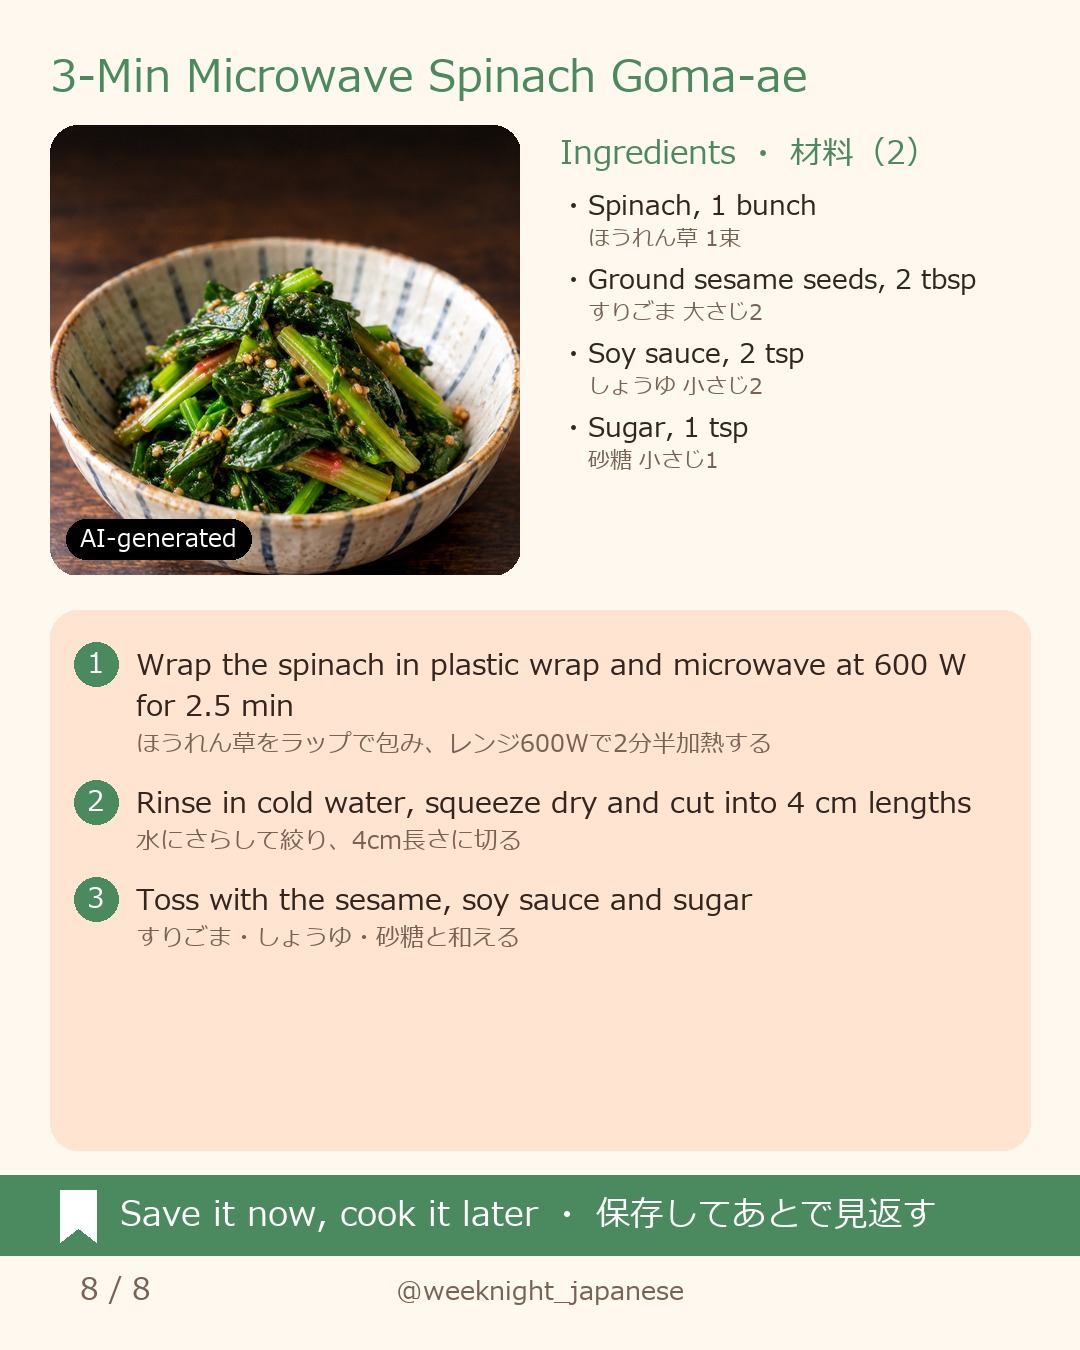 3-Min Microwave Spinach Goma-ae
Ingredients ・ 材料（2）
・Spinach, 1 bunch
ほうれん草 1束
・Ground sesame seeds, 2 tbsp
すりごま 大さじ2
・Soy sauce, 2 tsp
しょうゆ 小さじ2
・Sugar, 1 tsp
砂糖 小さじ1
AI-generated
1 Wrap the spinach in plastic wrap and microwave at 600 W
for 2.5 min
ほうれん草をラップで包み、レンジ600Wで2分半加熱する
2 Rinse in cold water, squeeze dry and cut into 4 cm lengths
水にさらして絞り、4cm長さに切る
3 Toss with the sesame, soy sauce and sugar
すりごま・しょうゆ・砂糖と和える
Save it now, cook it later ・ 保存してあとで見返す
8 / 8
@weeknight_japanese